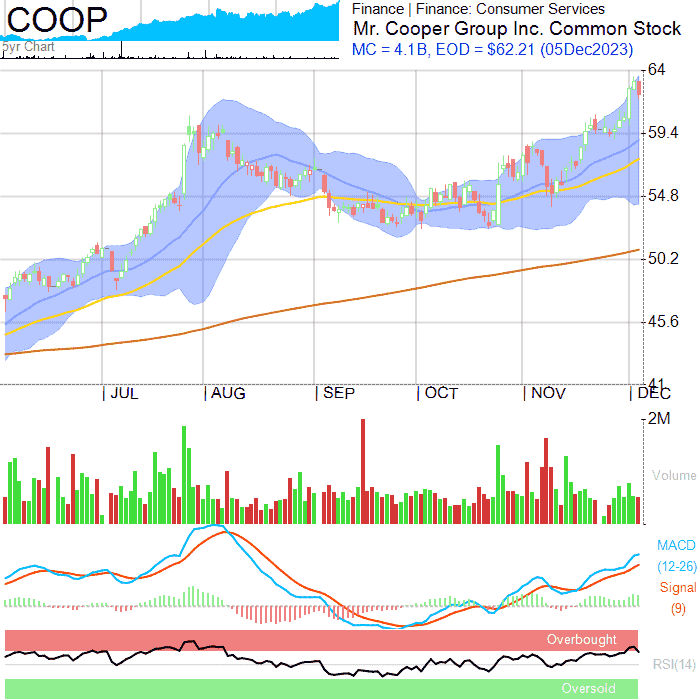 COOP
5yr Chart
Finance | Finance: Consumer Services
Mr. Cooper Group Inc. Common Stock
MC = 4.1B, EOD = $62.21 (05Dec2023)
64
59.4
54.8
50.2
45.6
41
JUL
AUG
SEP
OCT
NOV
DEC
2M
Volume
MACD
(12-26)
Signal
(9)
Overbought
RSI(14)
Oversold